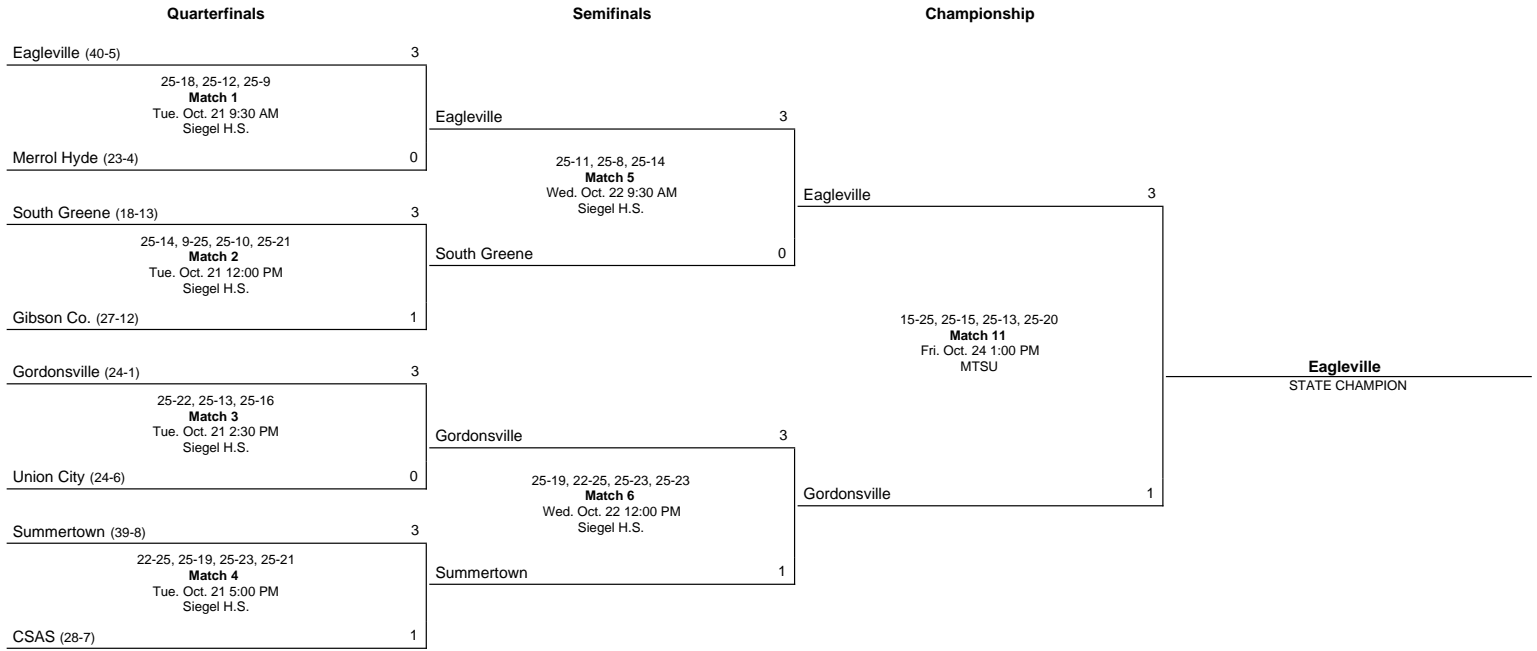 Quarterfinals
Semifinals
Championship
Eagleville (40-5) 3
25-18, 25-12, 25-9
Match 1
Tue. Oct. 21 9:30 AM
Siegel H.S.
Merrol Hyde (23-4) 0
South Greene (18-13) 3
25-14, 9-25, 25-10, 25-21
Match 2
Tue. Oct. 21 12:00 PM
Siegel H.S.
Gibson Co. (27-12) 1
Gordonsville (24-1) 3
25-22, 25-13, 25-16
Match 3
Tue. Oct. 21 2:30 PM
Siegel H.S.
Union City (24-6) 0
Summertown (39-8) 3
22-25, 25-19, 25-23, 25-21
Match 4
Tue. Oct. 21 5:00 PM
Siegel H.S.
CSAS (28-7) 1
Eagleville 3
25-11, 25-8, 25-14
Match 5
Wed. Oct. 22 9:30 AM
Siegel H.S.
South Greene 0
Gordonsville 3
25-19, 22-25, 25-23, 25-23
Match 6
Wed. Oct. 22 12:00 PM
Siegel H.S.
Summertown 1
Eagleville 3
15-25, 25-15, 25-13, 25-20
Match 11
Fri. Oct. 24 1:00 PM
MTSU
Gordonsville 1
Eagleville
STATE CHAMPION